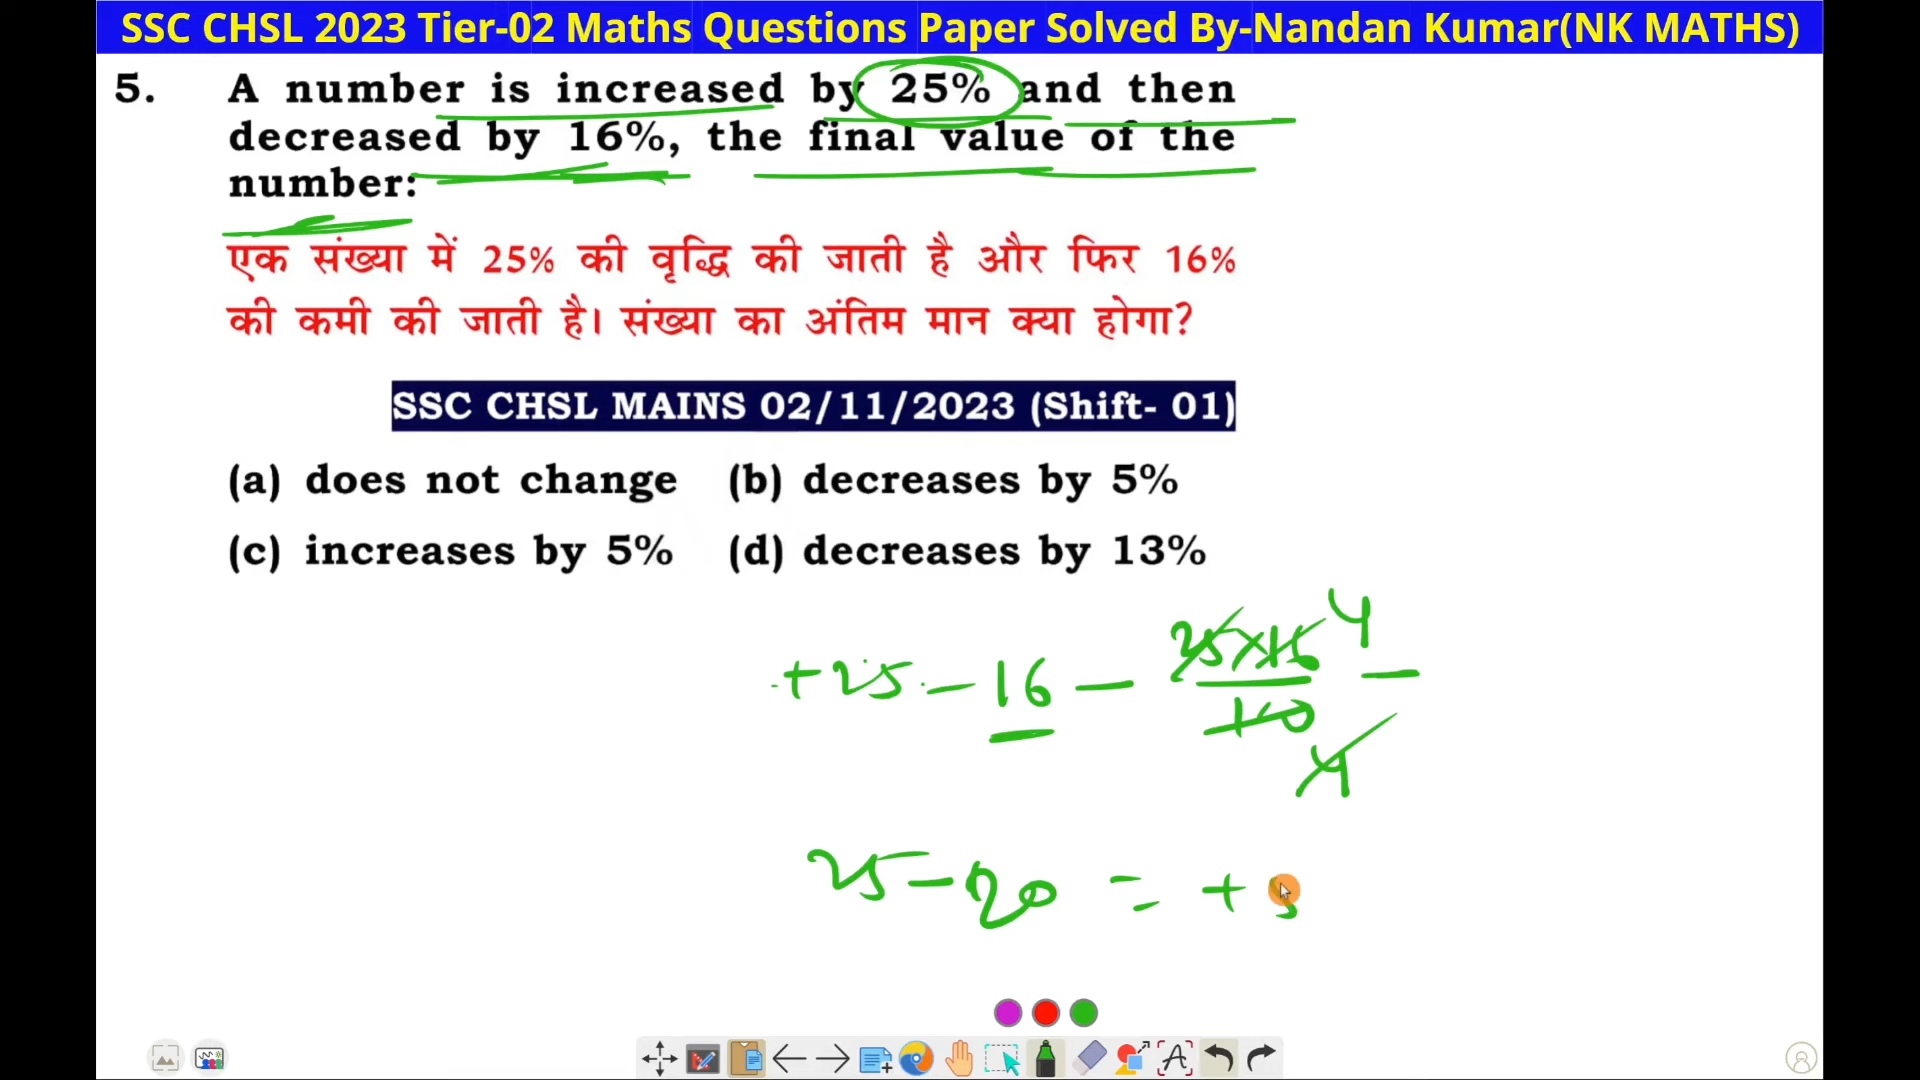 SSC CHSL 2023 Tier-02 Maths Questions Paper Solved By-Nandan Kumar(NK MATHS)
5. A number is increased by 25% and then
decreased by 16%, the final value of the
number:
एक संख्या में 25% की वृद्धि की जाती है और फिर 16%
की कमी की जाती है। संख्या का अंतिम मान क्या होगा?
SSC CHSL MAINS 02/11/2023 (Shift- 01)
(a) does not change (b) decreases by 5%
(c) increases by 5% (d) decreases by 13%
25×16 4
+25 - 16 - —
100
4
25 - 20 = +